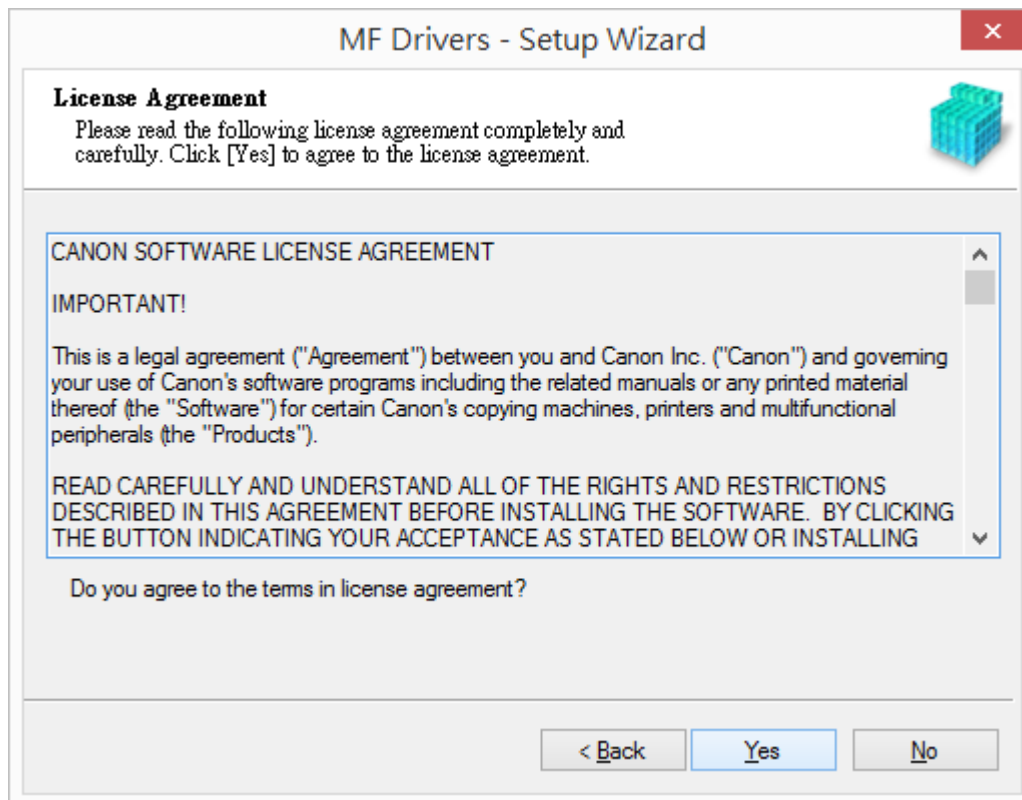 MF Drivers - Setup Wizard
License Agreement
Please read the following license agreement completely and
carefully. Click [Yes] to agree to the license agreement.
CANON SOFTWARE LICENSE AGREEMENT
IMPORTANT!
This is a legal agreement ("Agreement") between you and Canon Inc. ("Canon") and governing
your use of Canon's software programs including the related manuals or any printed material
thereof (the "Software") for certain Canon's copying machines, printers and multifunctional
peripherals (the "Products").
READ CAREFULLY AND UNDERSTAND ALL OF THE RIGHTS AND RESTRICTIONS
DESCRIBED IN THIS AGREEMENT BEFORE INSTALLING THE SOFTWARE.  BY CLICKING
THE BUTTON INDICATING YOUR ACCEPTANCE AS STATED BELOW OR INSTALLING
Do you agree to the terms in license agreement?
< Back
Yes
No